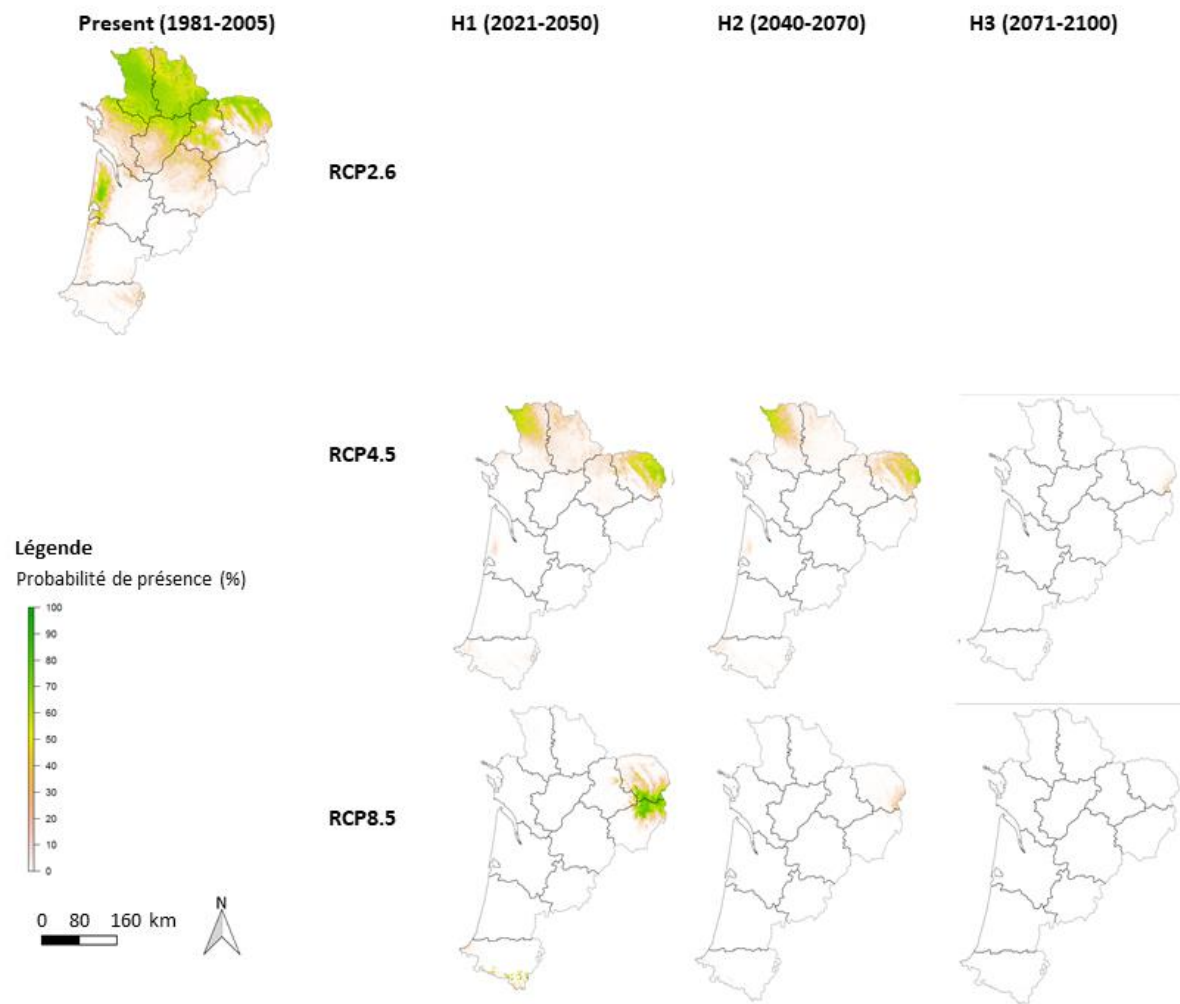 Present (1981-2005)
H1 (2021-2050)
H2 (2040-2070)
H3 (2071-2100)
RCP2.6
RCP4.5
Légende
Probabilité de présence (%)
100
90
80
70
60
50
40
30
20
10
0
RCP8.5
N
0 80 160 km